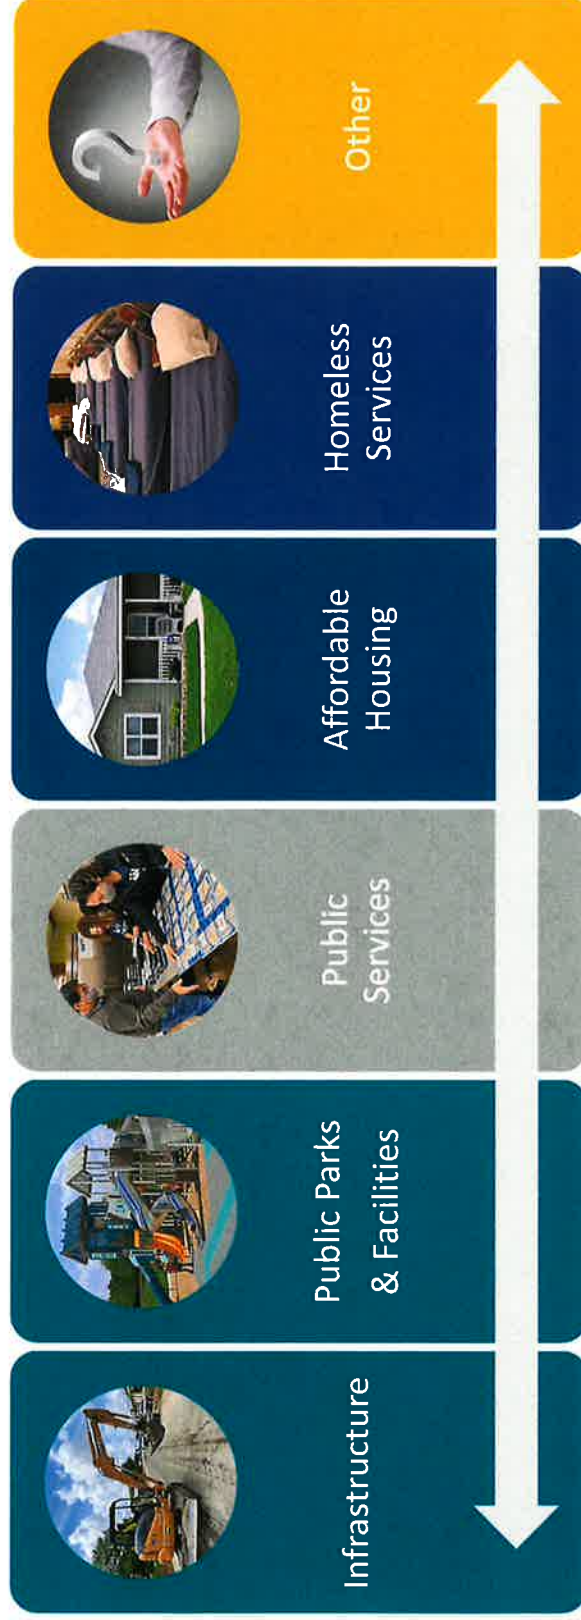 Infrastructure
Public Parks
& Facilities
Public
Services
Affordable
Housing
Homeless
Services
Other